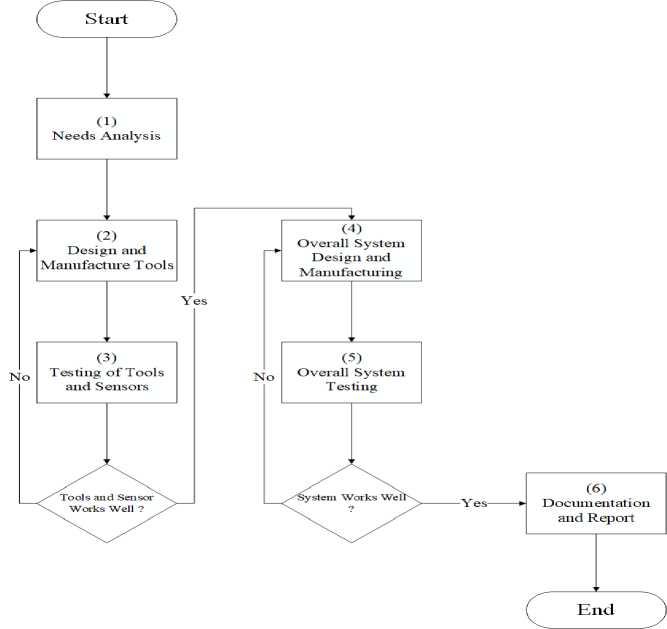 Start
(1)
Needs Analysis
(2)
Design and
Manufacture Tools
(3)
Testing of Tools
and Sensors
No
Tools and Sensor
Works Well ?
Yes
(4)
Overall System
Design and
Manufacturing
(5)
Overall System
Testing
No
System Works Well
?
Yes
(6)
Documentation
and Report
End